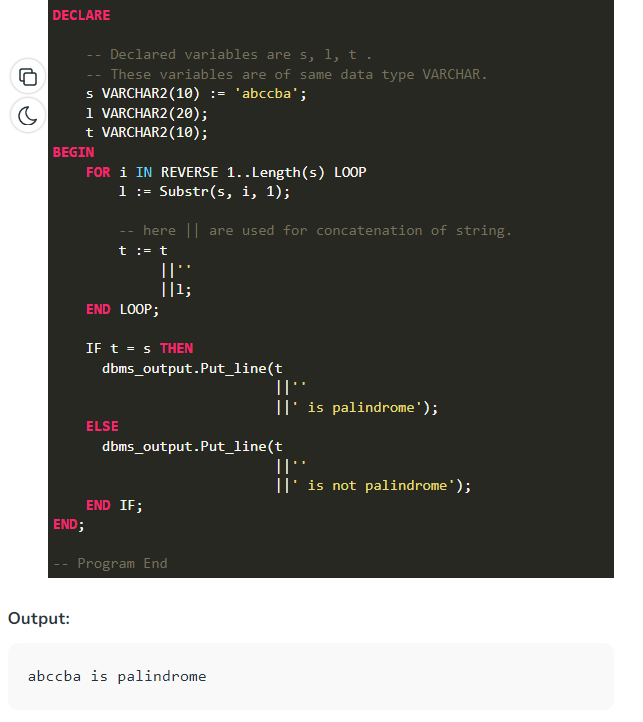 DECLARE
-- Declared variables are s, l, t .
-- These variables are of same data type VARCHAR.
s VARCHAR2(10) := 'abccba';
l VARCHAR2(20);
t VARCHAR2(10);
BEGIN
FOR i IN REVERSE 1..Length(s) LOOP
l := Substr(s, i, 1);
-- here || are used for concatenation of string.
t := t
||''
||l;
END LOOP;
IF t = s THEN
dbms_output.Put_line(t
||''
||' is palindrome');
ELSE
dbms_output.Put_line(t
||''
||' is not palindrome');
END IF;
END;
-- Program End
Output:
abccba is palindrome